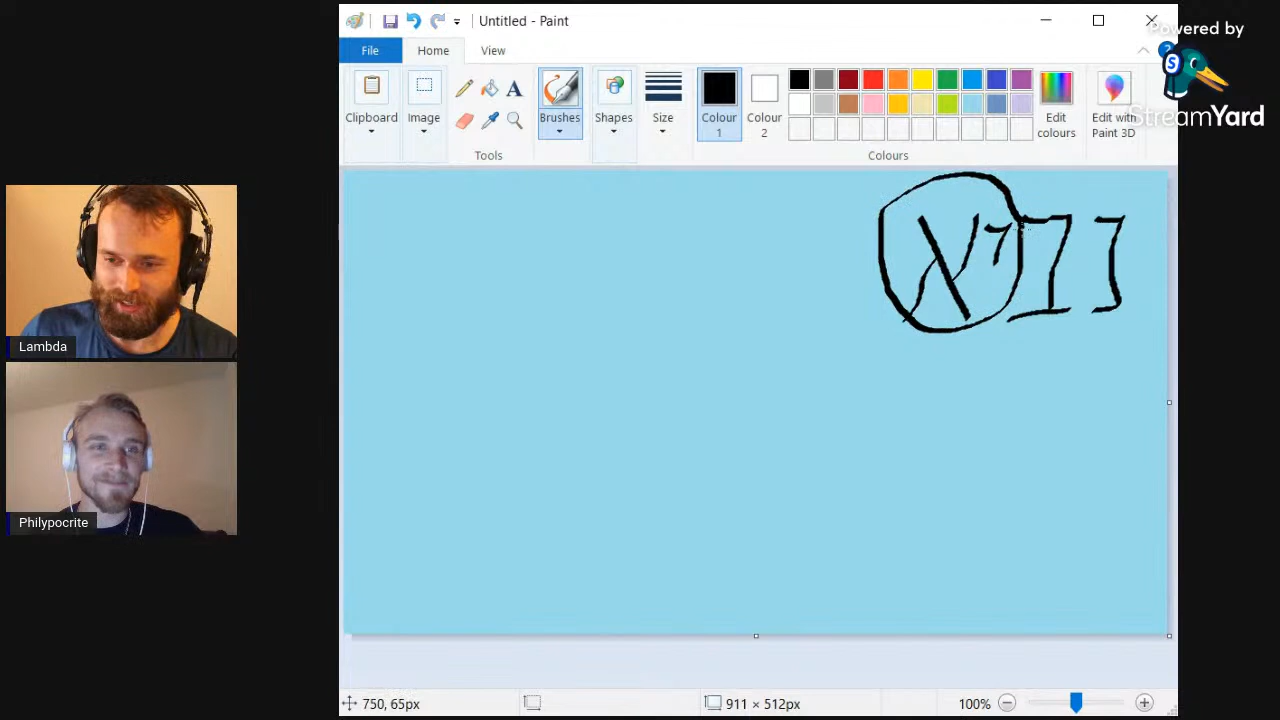 Untitled - Paint
Powered by
StreamYard
File Home View
Clipboard Image Tools Brushes Shapes Size Colour 1 Colour 2 Colours Edit colours Edit with Paint 3D
נביא
Lambda
Philypocrite
750, 65px 911 × 512px 100%